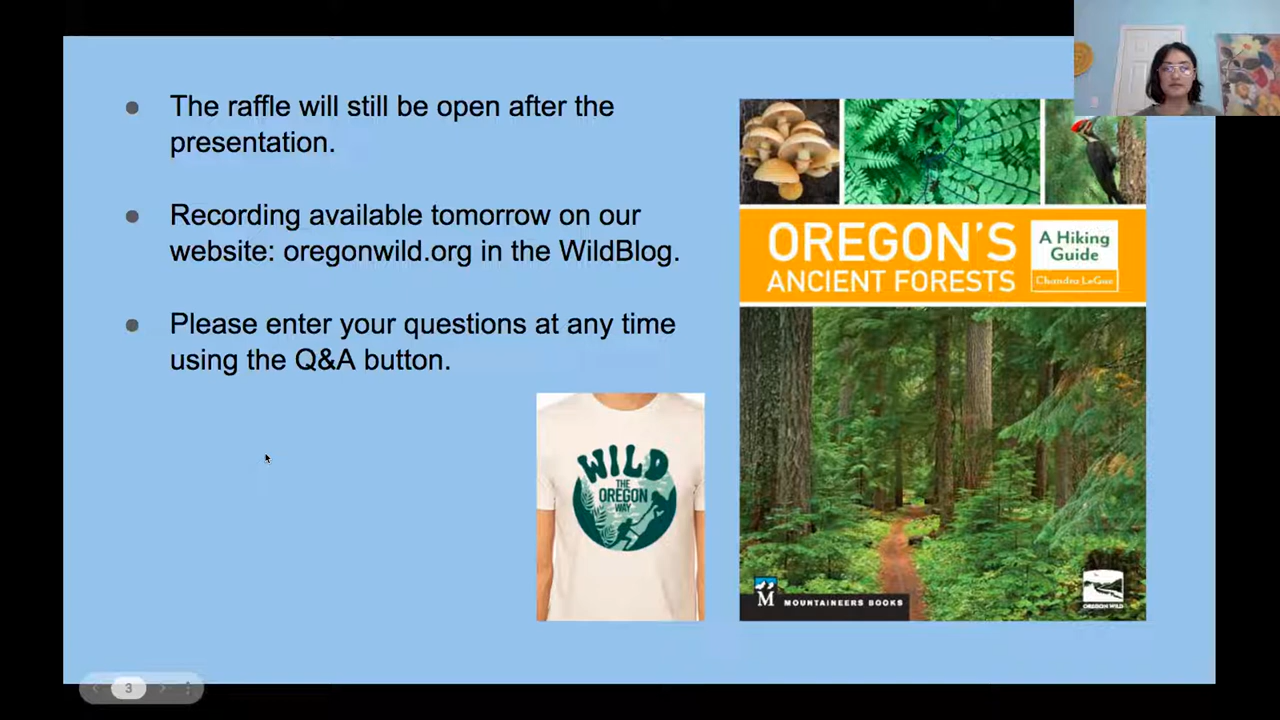 The raffle will still be open after the
presentation.
Recording available tomorrow on our
website: oregonwild.org in the WildBlog.
Please enter your questions at any time
using the Q&A button.
WILD
THE
OREGON
WAY
OREGON'S
ANCIENT FORESTS
A Hiking
Guide
Chandra LeGue
M
MOUNTAINEERS BOOKS
OREGON WILD
3